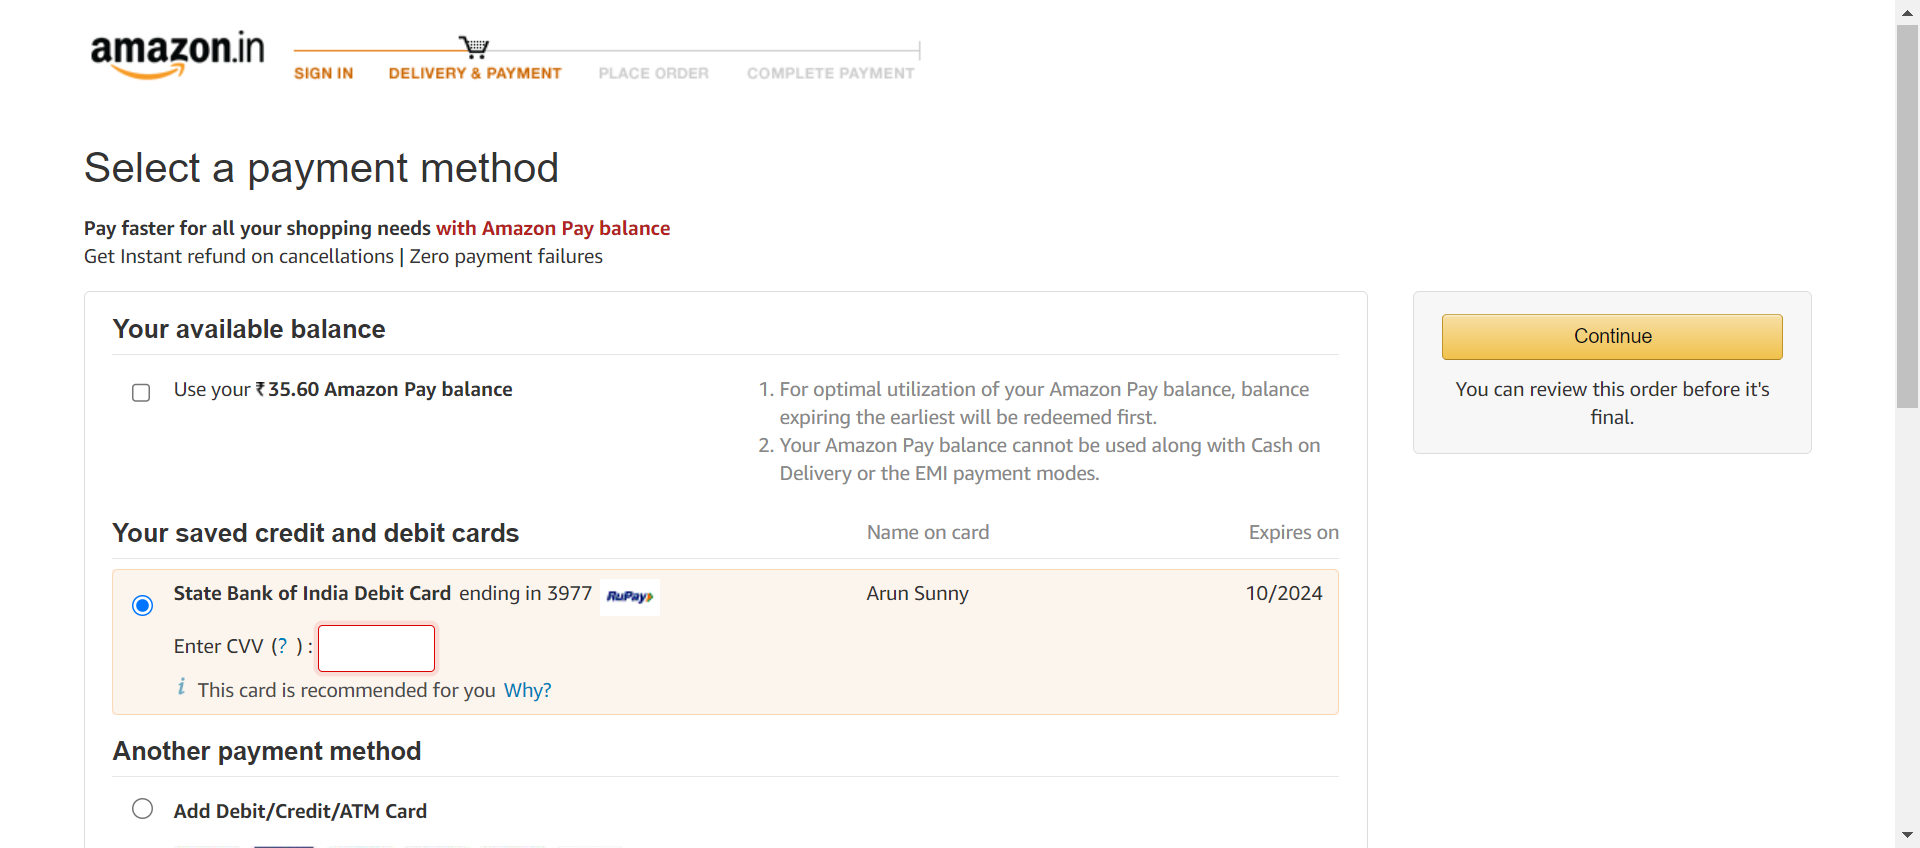 amazon.in
SIGN IN DELIVERY & PAYMENT PLACE ORDER COMPLETE PAYMENT
Select a payment method
Pay faster for all your shopping needs with Amazon Pay balance
Get Instant refund on cancellations | Zero payment failures
Your available balance
Use your ₹35.60 Amazon Pay balance
1. For optimal utilization of your Amazon Pay balance, balance
expiring the earliest will be redeemed first.
2. Your Amazon Pay balance cannot be used along with Cash on
Delivery or the EMI payment modes.
Continue
You can review this order before it's
final.
Your saved credit and debit cards Name on card Expires on
State Bank of India Debit Card ending in 3977 RuPay Arun Sunny 10/2024
Enter CVV (? ) :
i This card is recommended for you Why?
Another payment method
Add Debit/Credit/ATM Card